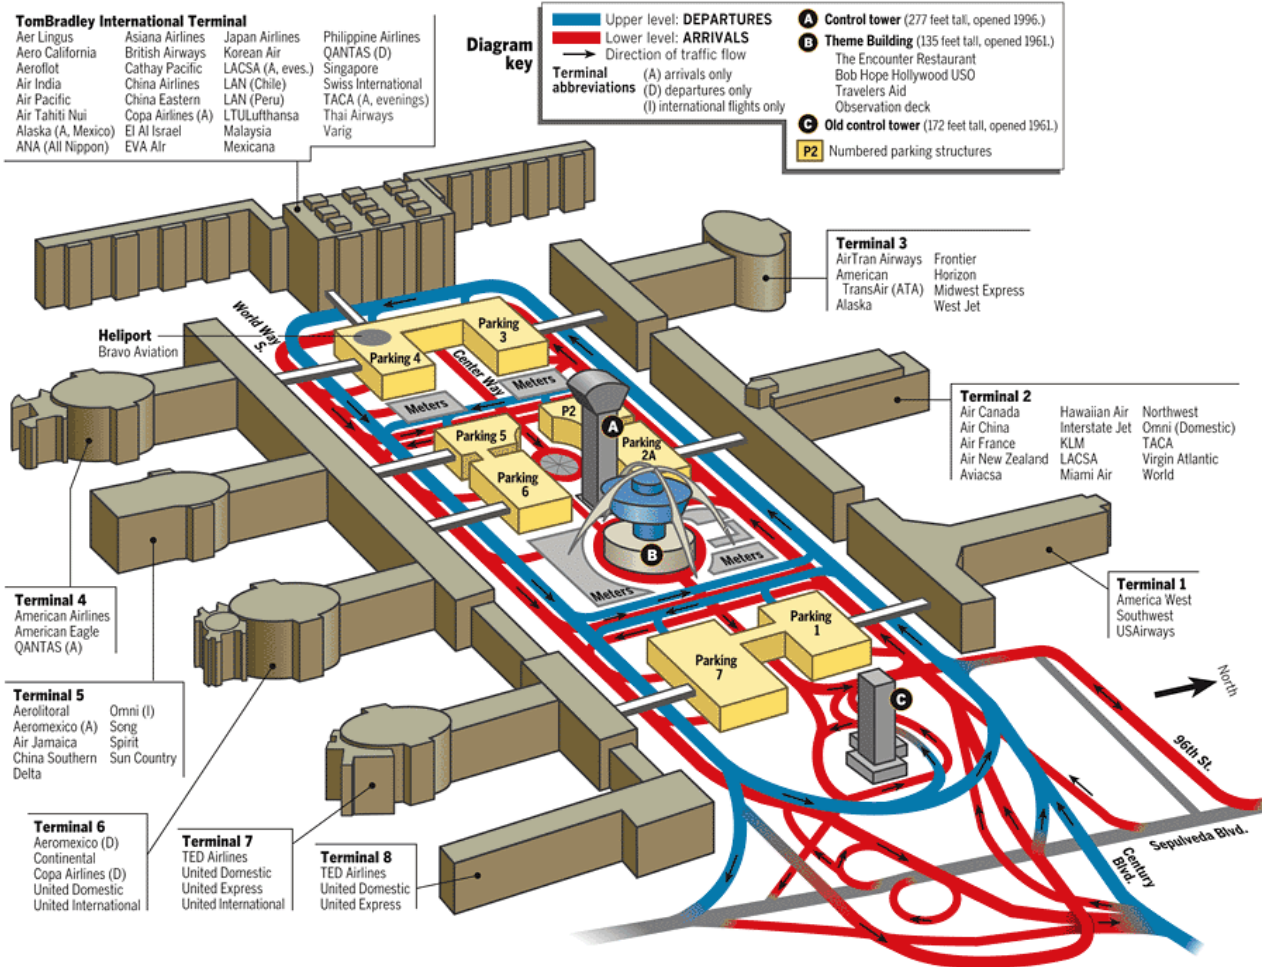 TomBradley International Terminal
Aer Lingus
Aero California
Aeroflot
Air India
Air Pacific
Air Tahiti Nui
Alaska (A, Mexico)
ANA (All Nippon)
Asiana Airlines
British Airways
Cathay Pacific
China Airlines
China Eastern
Copa Airlines (A)
El Al Israel
EVA AIr
Japan Airlines
Korean Air
LACSA (A, eves.)
LAN (Chile)
LAN (Peru)
LTULufthansa
Malaysia
Mexicana
Philippine Airlines
QANTAS (D)
Singapore
Swiss International
TACA (A, evenings)
Thai Airways
Varig
Diagram
key
Upper level: DEPARTURES
Lower level: ARRIVALS
Direction of traffic flow
Terminal
abbreviations
(A) arrivals only
(D) departures only
(I) international flights only
A Control tower (277 feet tall, opened 1996.)
B Theme Building (135 feet tall, opened 1961.)
The Encounter Restaurant
Bob Hope Hollywood USO
Travelers Aid
Observation deck
C Old control tower (172 feet tall, opened 1961.)
P2 Numbered parking structures
Terminal 3
AirTran Airways
American
TransAir (ATA)
Alaska
Frontier
Horizon
Midwest Express
West Jet
Heliport
Bravo Aviation
World Way
S.
Parking
3
Parking 4
Center Way
Meters
Meters
P2
A
Parking 5
Parking
2A
Parking
6
B
Meters
Meters
Terminal 2
Air Canada
Air China
Air France
Air New Zealand
Aviacsa
Hawaiian Air
Interstate Jet
KLM
LACSA
Miami Air
Northwest
Omni (Domestic)
TACA
Virgin Atlantic
World
Terminal 1
America West
Southwest
USAirways
Parking
1
Parking
7
C
North
96th St.
Sepulveda Blvd.
Century
Blvd.
Terminal 4
American Airlines
American Eagle
QANTAS (A)
Terminal 5
Aerolitoral
Aeromexico (A)
Air Jamaica
China Southern
Delta
Omni (I)
Song
Spirit
Sun Country
Terminal 6
Aeromexico (D)
Continental
Copa Airlines (D)
United Domestic
United International
Terminal 7
TED Airlines
United Domestic
United Express
United International
Terminal 8
TED Airlines
United Domestic
United Express